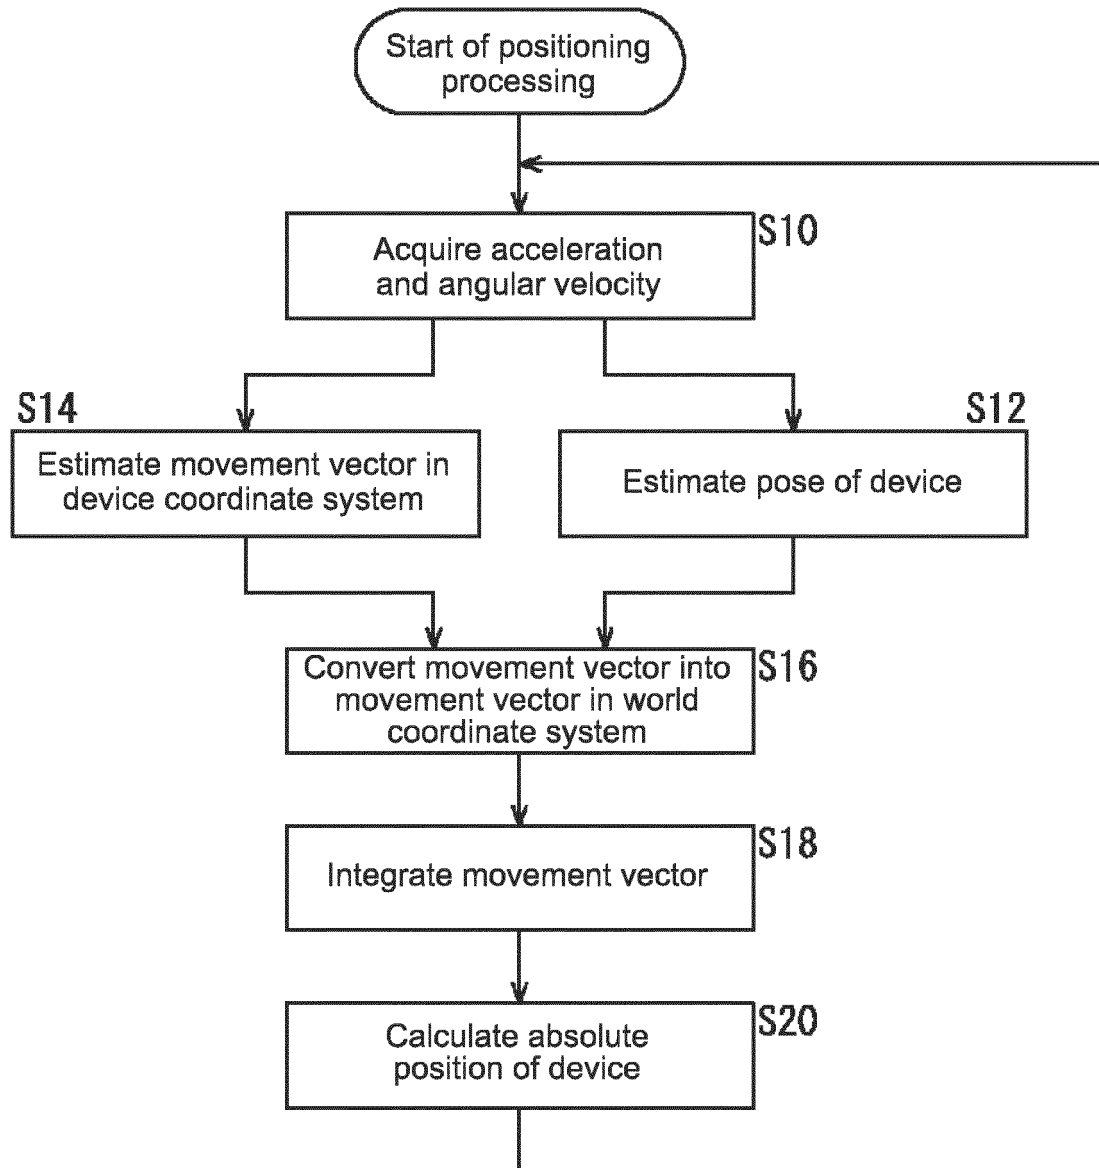 Start of positioning
processing
S10
Acquire acceleration
and angular velocity
S14
Estimate movement vector in
device coordinate system
S12
Estimate pose of device
S16
Convert movement vector into
movement vector in world
coordinate system
S18
Integrate movement vector
S20
Calculate absolute
position of device